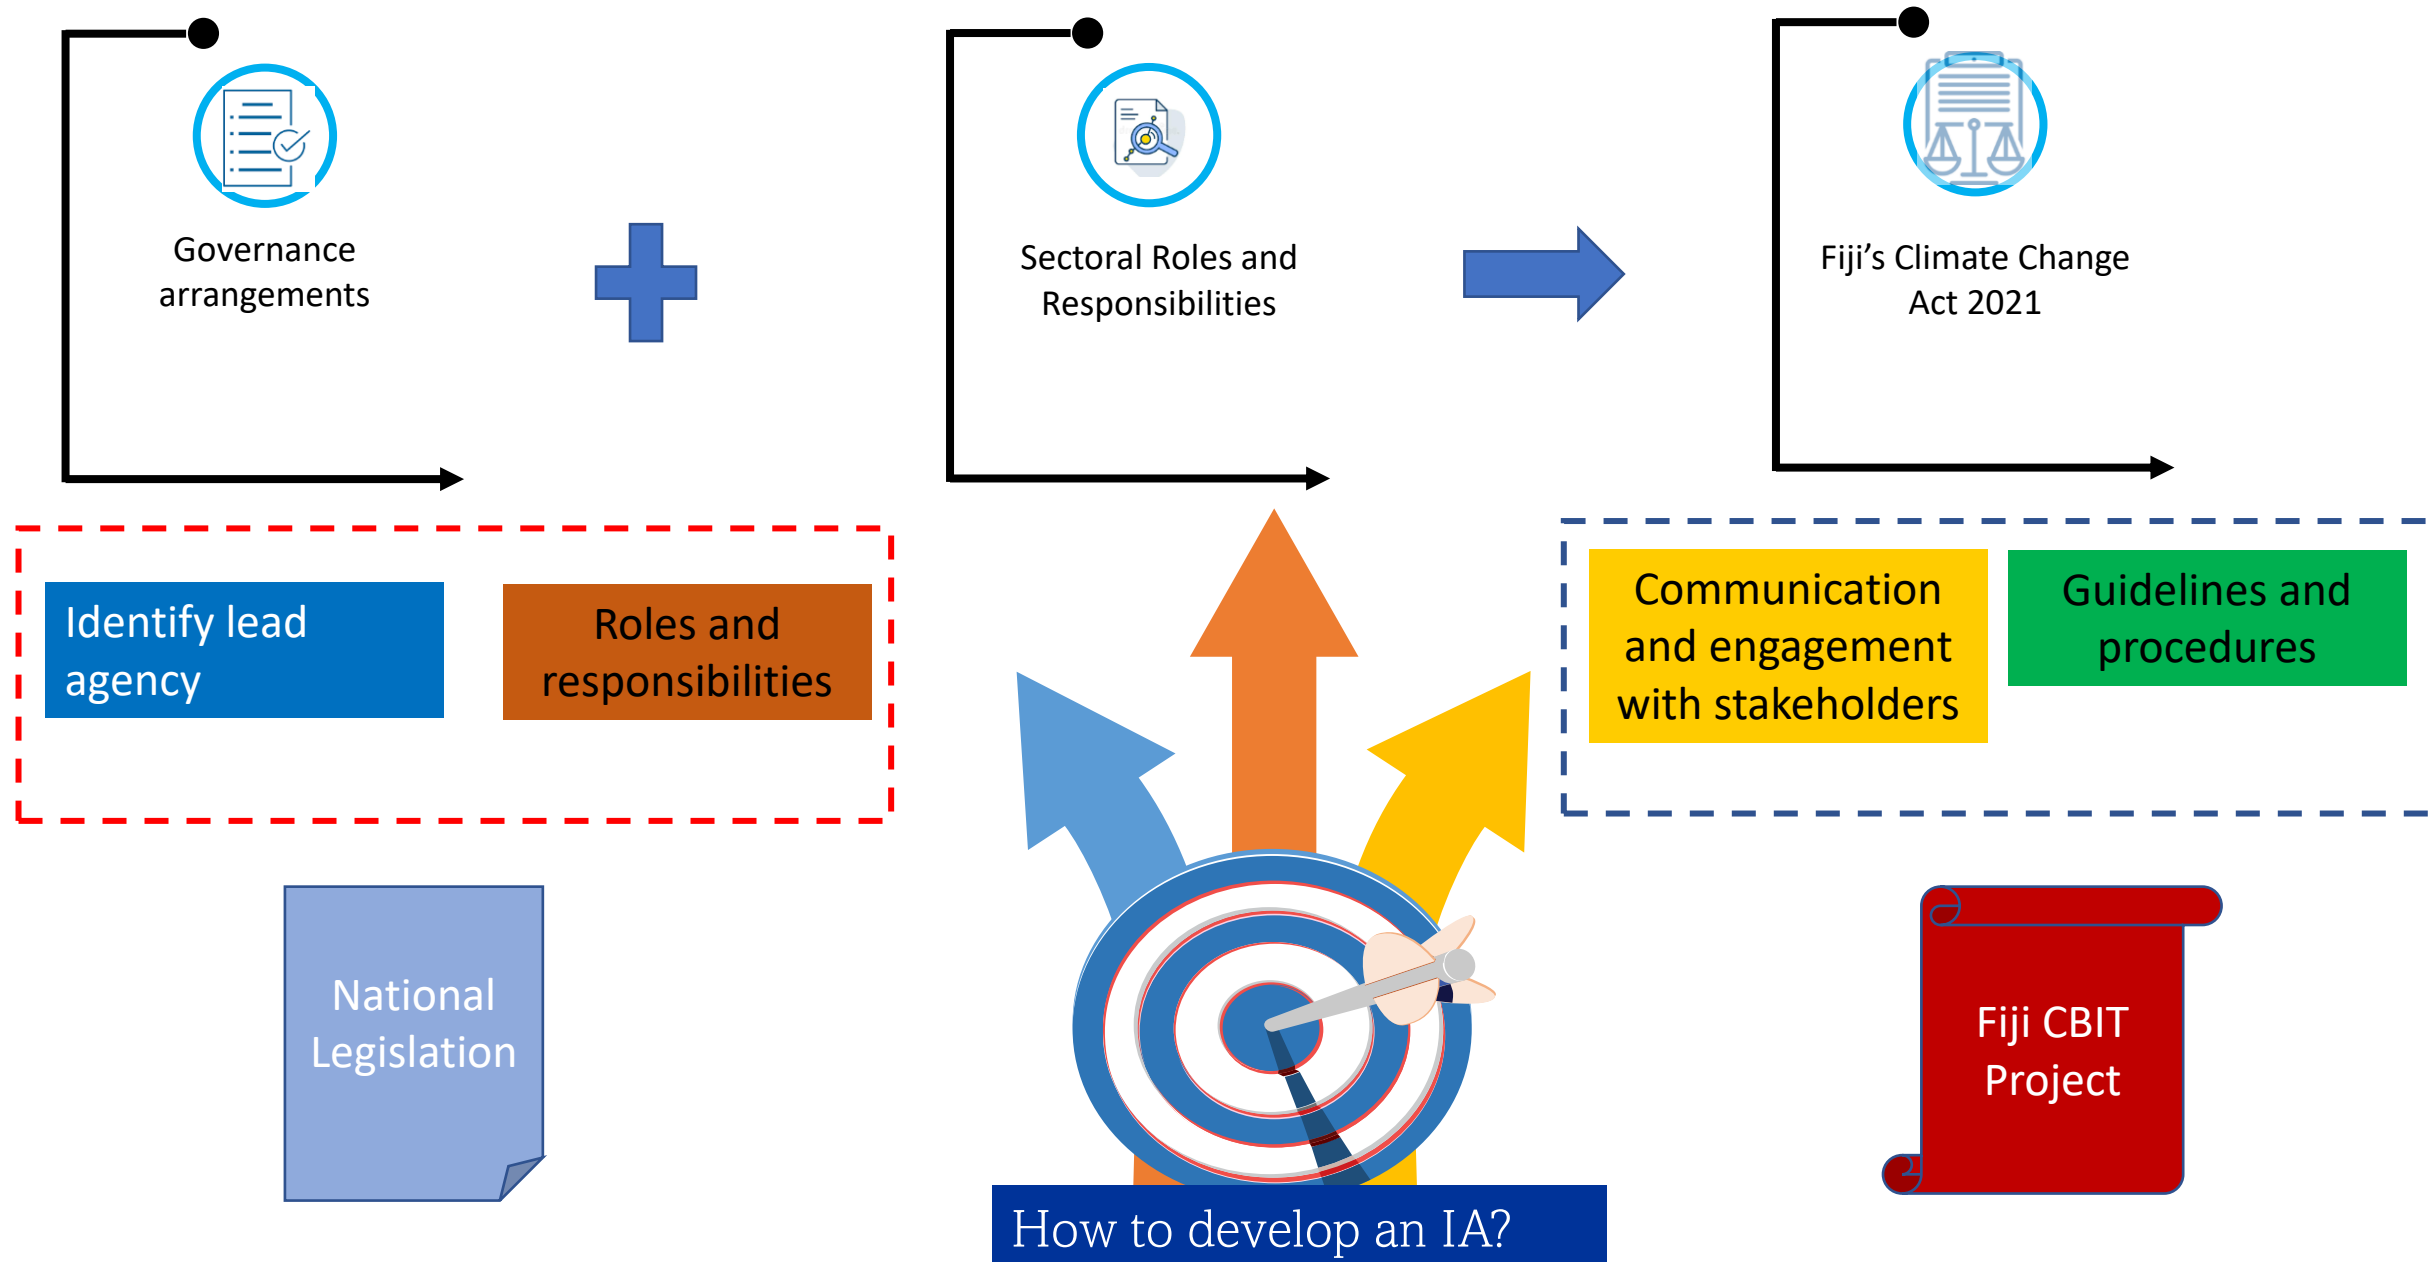 Governance
arrangements
Sectoral Roles and
Responsibilities
Fiji’s Climate Change
Act 2021
Identify lead
agency
Roles and
responsibilities
Communication
and engagement
with stakeholders
Guidelines and
procedures
National
Legislation
Fiji CBIT
Project
How to develop an IA?